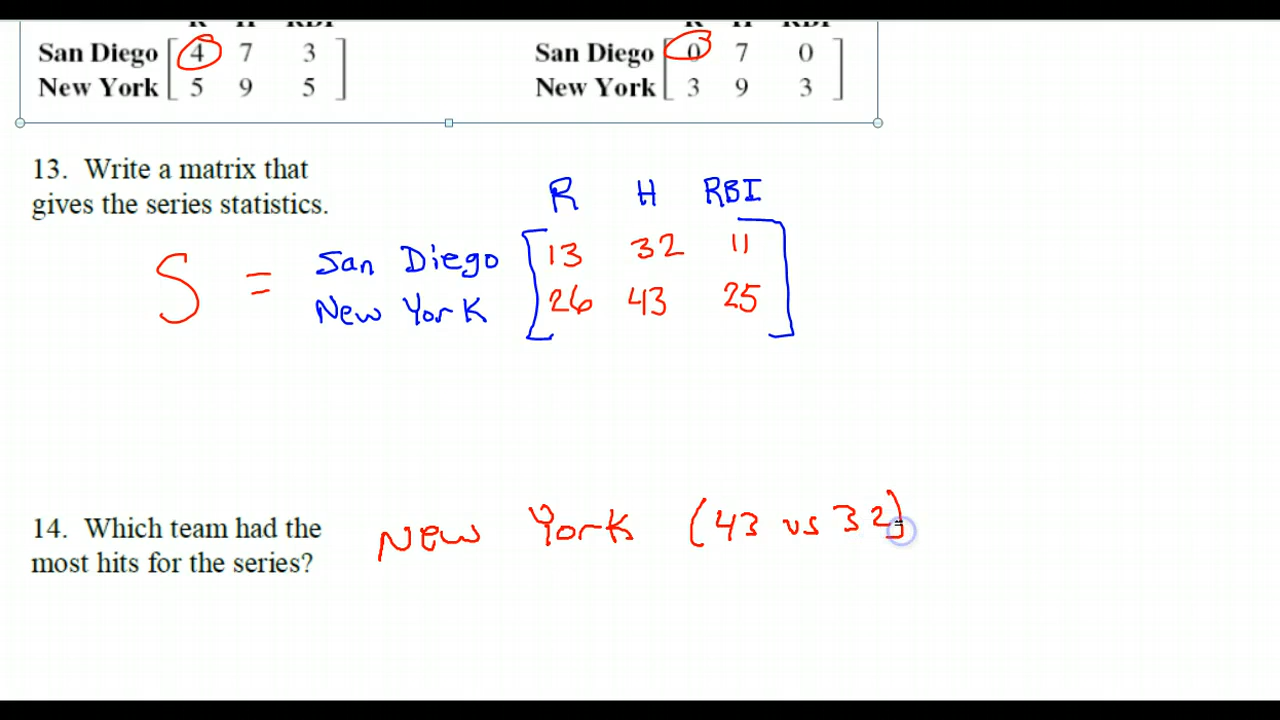 San Diego 4 7 3
New York 5 9 5
San Diego 0 7 0
New York 3 9 3
13. Write a matrix that
gives the series statistics.
R H RBI
S = San Diego 13 32 11
New York 26 43 25
14. Which team had the
most hits for the series?
New York (43 vs 32)